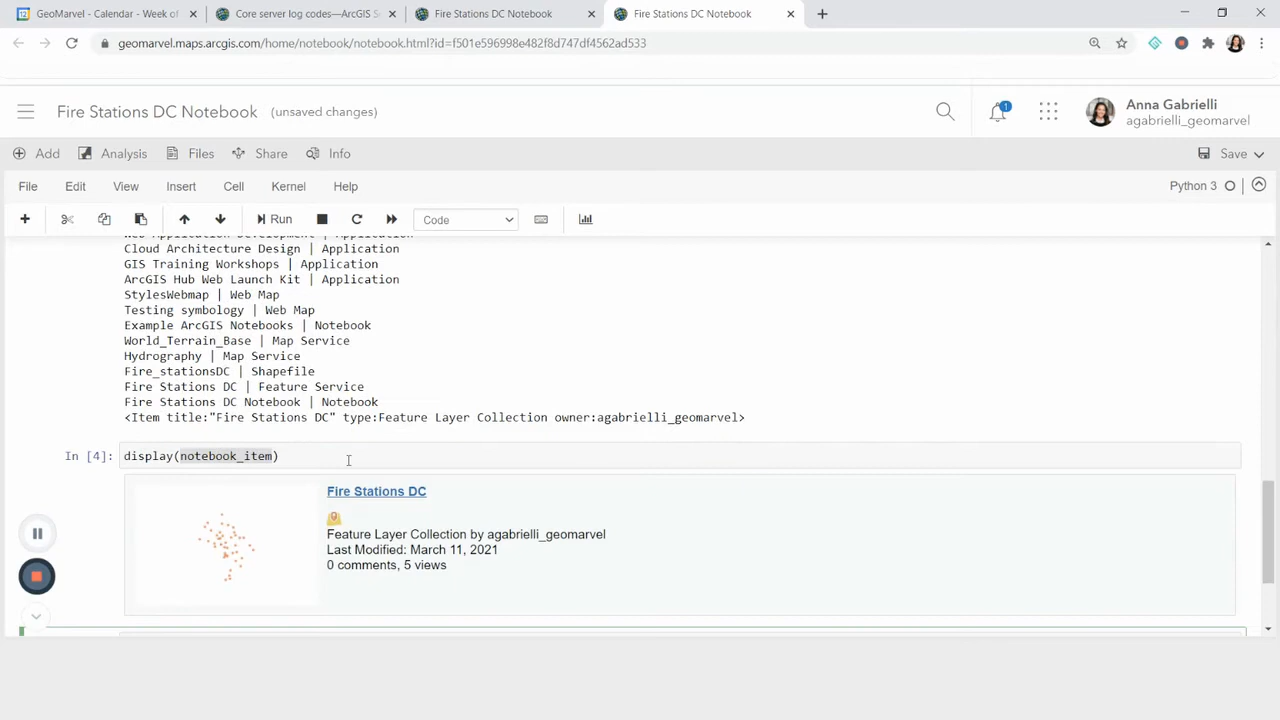 GeoMarvel - Calendar - Week of
Core server log codes—ArcGIS S
Fire Stations DC Notebook
Fire Stations DC Notebook
geomarvel.maps.arcgis.com/home/notebook/notebook.html?id=f501e596998e482f8d747df4562ad533
Fire Stations DC Notebook (unsaved changes)
1
Anna Gabrielli
agabrielli_geomarvel
Add
Analysis
Files
Share
Info
Save
File
Edit
View
Insert
Cell
Kernel
Help
Python 3
Run
Code
Web Application Development | Application
Cloud Architecture Design | Application
GIS Training Workshops | Application
ArcGIS Hub Web Launch Kit | Application
StylesWebmap | Web Map
Testing symbology | Web Map
Example ArcGIS Notebooks | Notebook
World_Terrain_Base | Map Service
Hydrography | Map Service
Fire_stationsDC | Shapefile
Fire Stations DC | Feature Service
Fire Stations DC Notebook | Notebook
<Item title:"Fire Stations DC" type:Feature Layer Collection owner:agabrielli_geomarvel>
In [4]: display(notebook_item)
Fire Stations DC
Feature Layer Collection by agabrielli_geomarvel
Last Modified: March 11, 2021
0 comments, 5 views